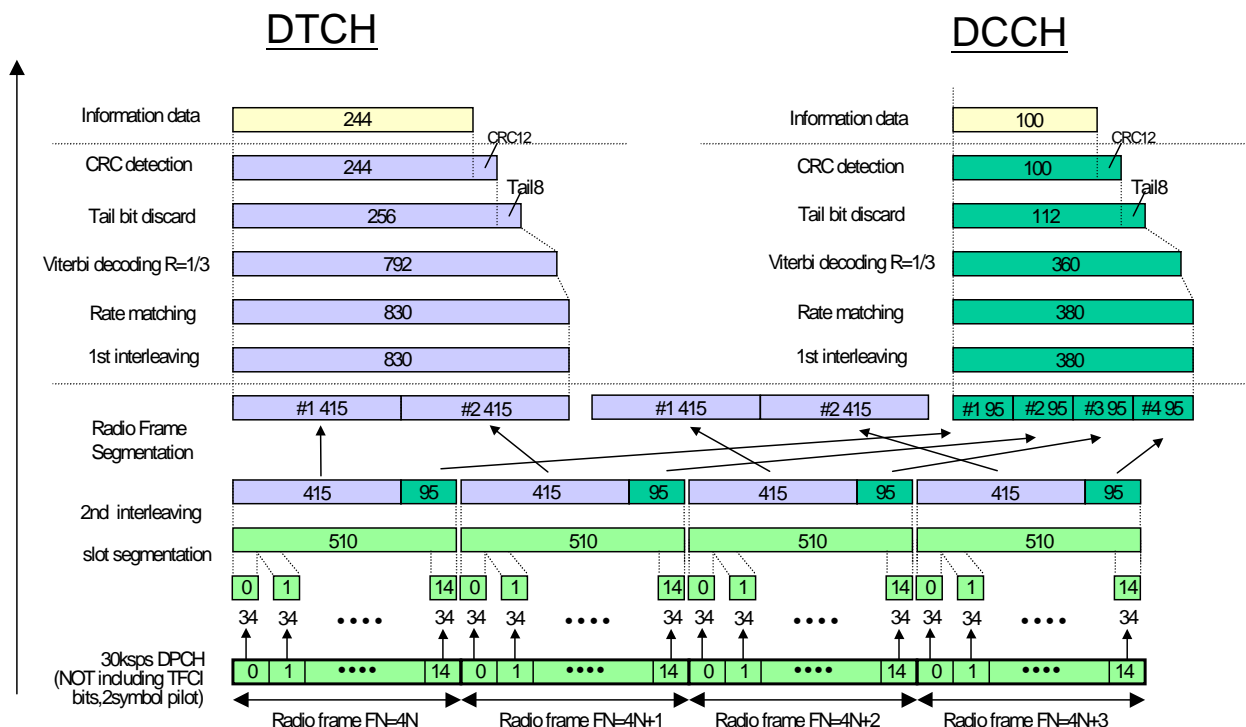 DTCH DCCH
Information data 244 Information data 100
CRC12 CRC12
CRC detection 244 CRC detection 100
Tail8 Tail8
Tail bit discard 256 Tail bit discard 112
Viterbi decoding R=1/3 792 Viterbi decoding R=1/3 360
Rate matching 830 Rate matching 380
1st interleaving 830 1st interleaving 380
#1 415 #2 415 #1 415 #2 415 #1 95 #2 95 #3 95 #4 95
Radio Frame
Segmentation
415 95 415 95 415 95 415 95
2nd interleaving
510 510 510 510
slot segmentation
0 1 14 0 1 14 0 1 14 0 1 14
34 34 •••• 34 34 34 •••• 34 34 34 •••• 34 34 34 •••• 34
30ksps DPCH
(NOT including TFCI
bits,2symbol pilot)
0 1 •••• 14 0 1 •••• 14 0 1 •••• 14 0 1 •••• 14
Radio frame FN=4N Radio frame FN=4N+1 Radio frame FN=4N+2 Radio frame FN=4N+3